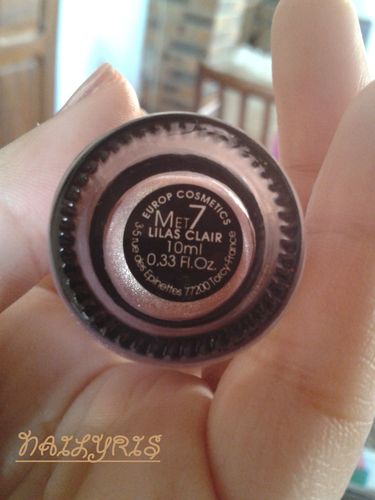 EUROP COSMETICS
MET 7
LILAS CLAIR
10ml
0,33 Fl.Oz.
3-5 rue des Epinettes 77200 Torcy-France
NAILYRIS